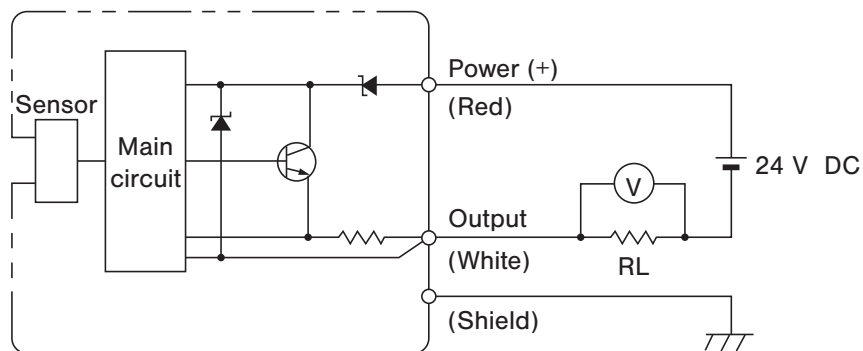 Power (+)
(Red)
Sensor
Main
circuit
V
24 V DC
Output
(White)
RL
(Shield)